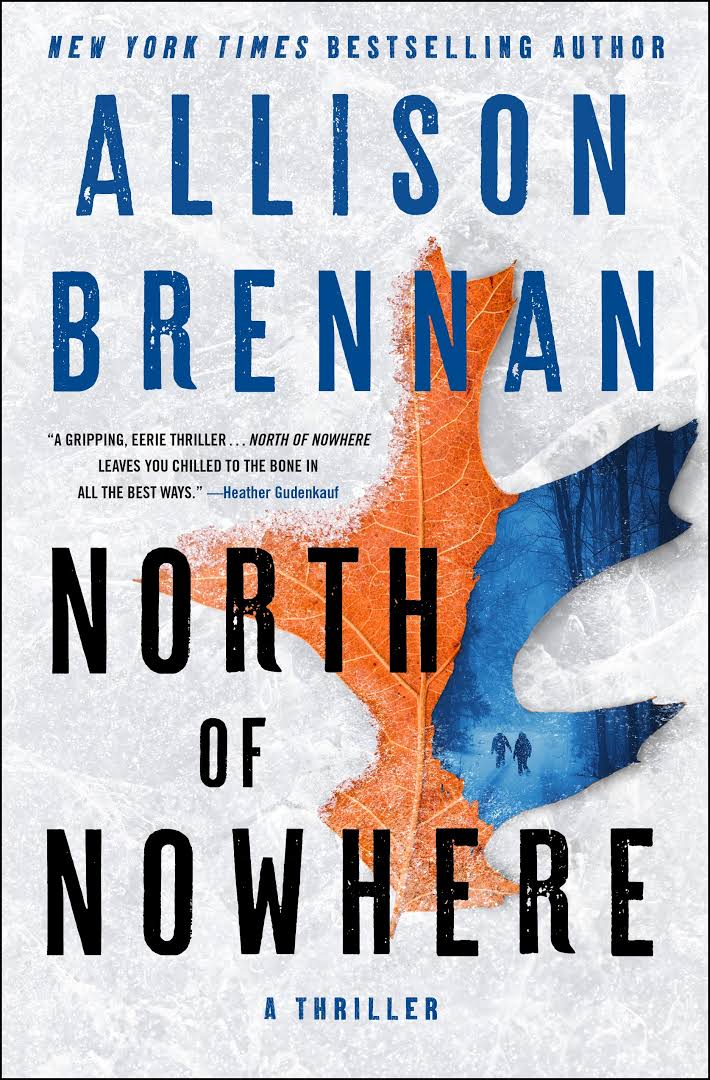 NEW YORK TIMES BESTSELLING AUTHOR
ALLISON
BRENNAN
“A GRIPPING, EERIE THRILLER... NORTH OF NOWHERE
LEAVES YOU CHILLED TO THE BONE IN
ALL THE BEST WAYS.” —Heather Gudenkauf
NORTH
OF
NOWHERE
A THRILLER